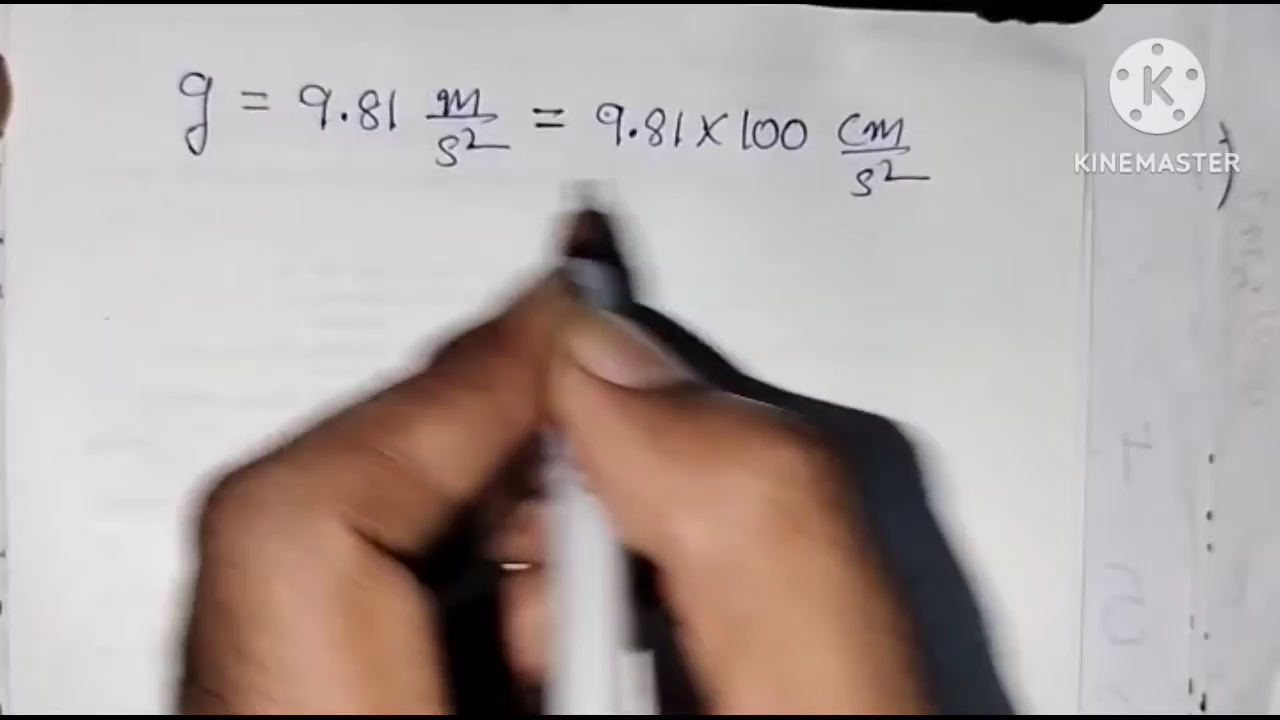 g = 9.81 m/s² = 9.81 × 100 cm/s²
KINEMASTER